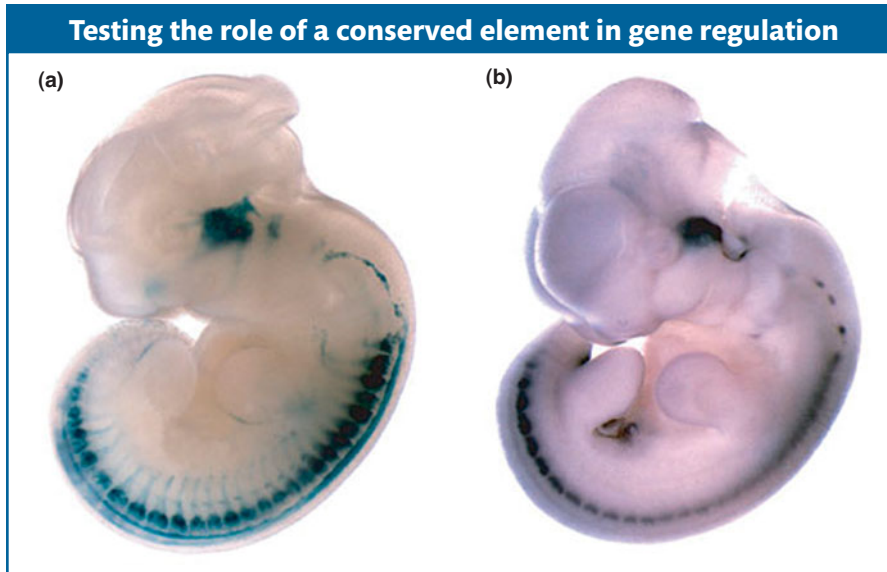 Testing the role of a conserved element in gene regulation
(a)
(b)